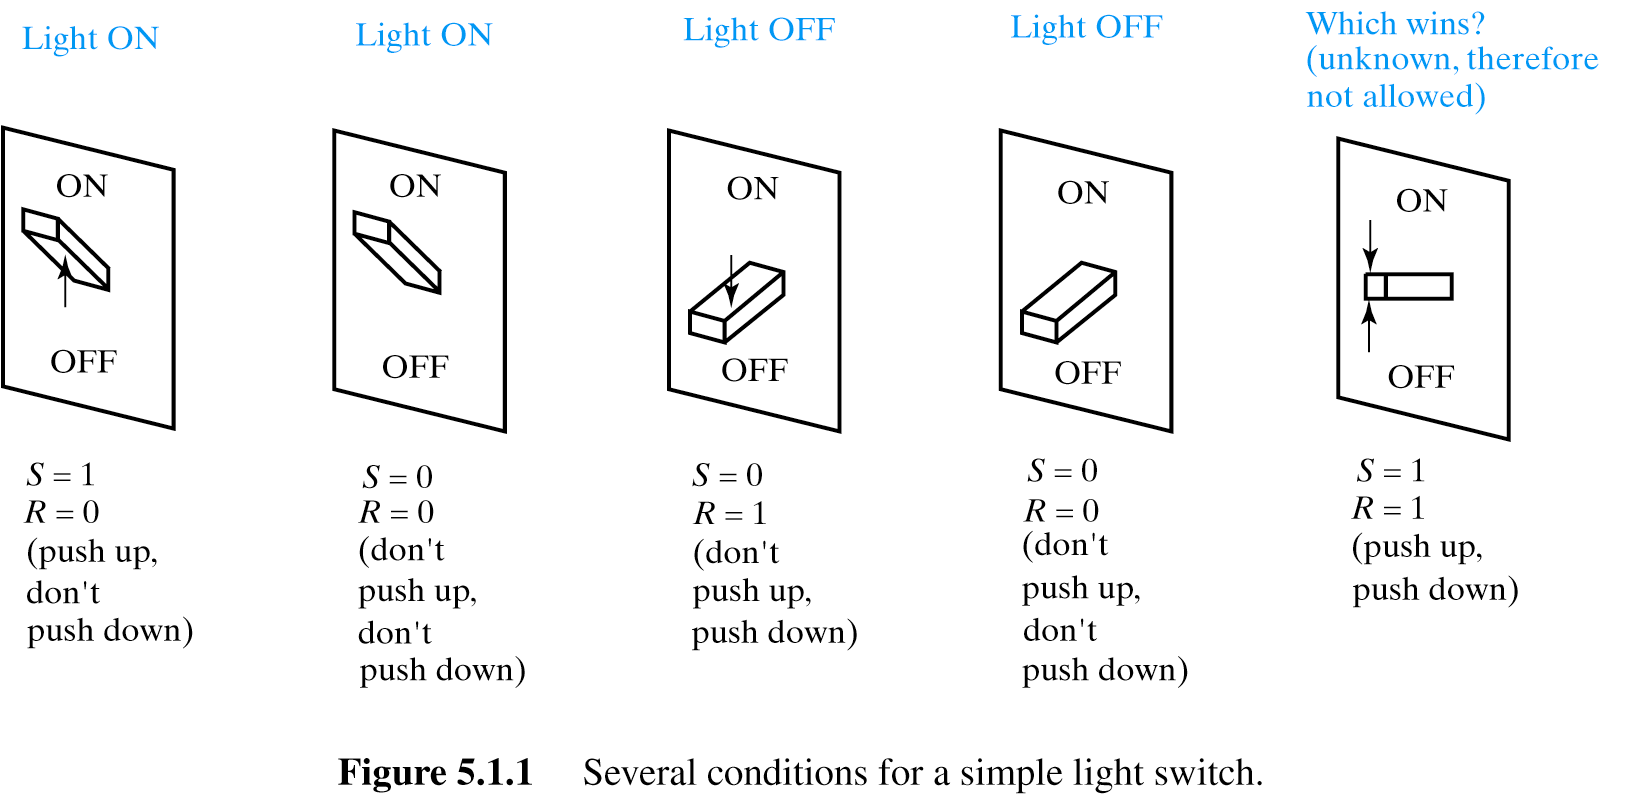 Light ON
ON
OFF
S = 1
R = 0
(push up,
don't
push down)
Light ON
ON
OFF
S = 0
R = 0
(don't
push up,
don't
push down)
Light OFF
ON
OFF
S = 0
R = 1
(don't
push up,
push down)
Light OFF
ON
OFF
S = 0
R = 0
(don't
push up,
don't
push down)
Which wins?
(unknown, therefore
not allowed)
ON
OFF
S = 1
R = 1
(push up,
push down)
Figure 5.1.1 Several conditions for a simple light switch.